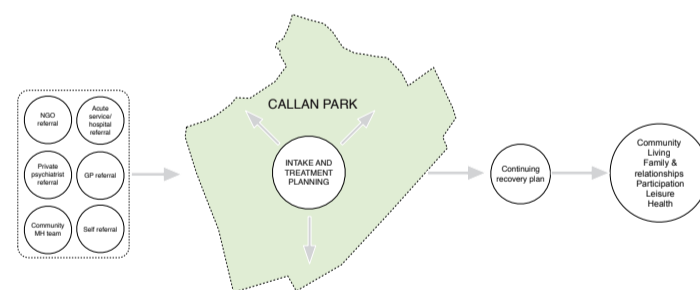 NGO
referral
Acute
service/
hospital
referral
Private
psychiatrist
referral
GP referral
Community
MH team
Self referral
CALLAN PARK
INTAKE AND
TREATMENT
PLANNING
Continuing
recovery plan
Community
Living
Family &
relationships
Participation
Leisure
Health